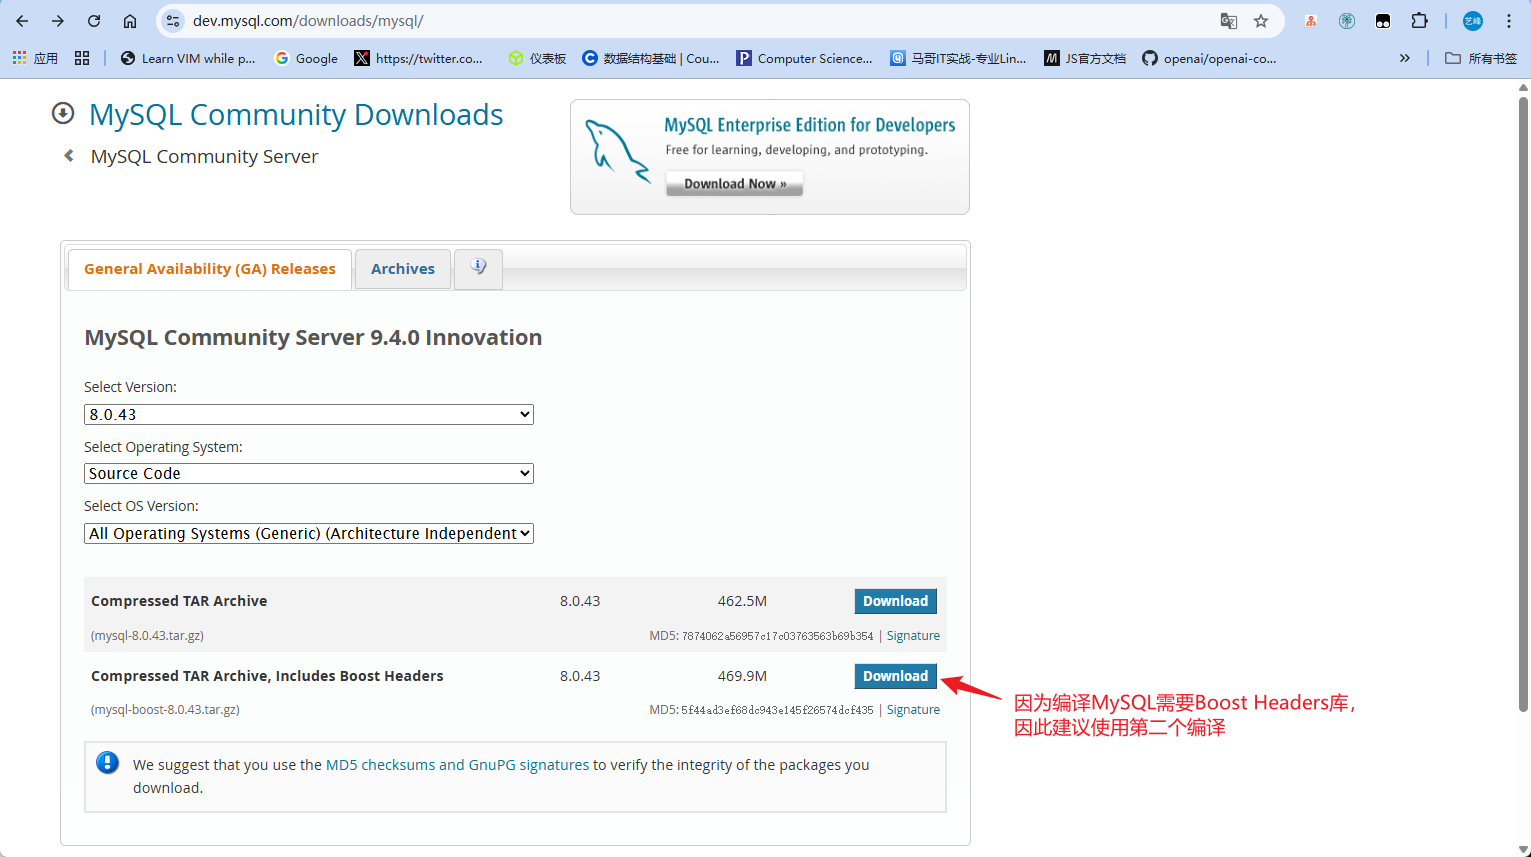 dev.mysql.com/downloads/mysql/
艺峰
应用
Learn VIM while p...
Google
https://twitter.co...
仪表板
数据结构基础 | Cou...
Computer Science...
马哥IT实战-专业Lin...
JS官方文档
openai/openai-co...
»
所有书签
MySQL Community Downloads
MySQL Community Server
MySQL Enterprise Edition for Developers
Free for learning, developing, and prototyping.
Download Now »
General Availability (GA) Releases
Archives
MySQL Community Server 9.4.0 Innovation
Select Version:
8.0.43
Select Operating System:
Source Code
Select OS Version:
All Operating Systems (Generic) (Architecture Independent
Compressed TAR Archive 8.0.43 462.5M Download
(mysql-8.0.43.tar.gz) MD5: 7874062a56957c17c03763563b69b354 | Signature
Compressed TAR Archive, Includes Boost Headers 8.0.43 469.9M Download
(mysql-boost-8.0.43.tar.gz) MD5: 5f44ad3ef68dc943e145f26574dcf435 | Signature
因为编译MySQL需要Boost Headers库，
因此建议使用第二个编译
We suggest that you use the MD5 checksums and GnuPG signatures to verify the integrity of the packages you
download.